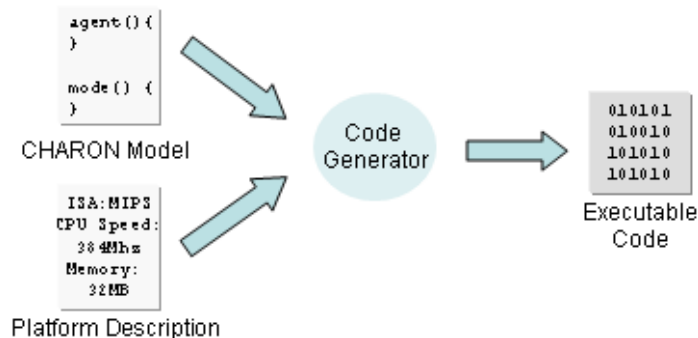 agent(){
}
mode() {
}
CHARON Model
ISA:MIPS
CPU Speed:
384Mhz
Memory:
32MB
Platform Description
Code
Generator
010101
010010
101010
101010
Executable
Code